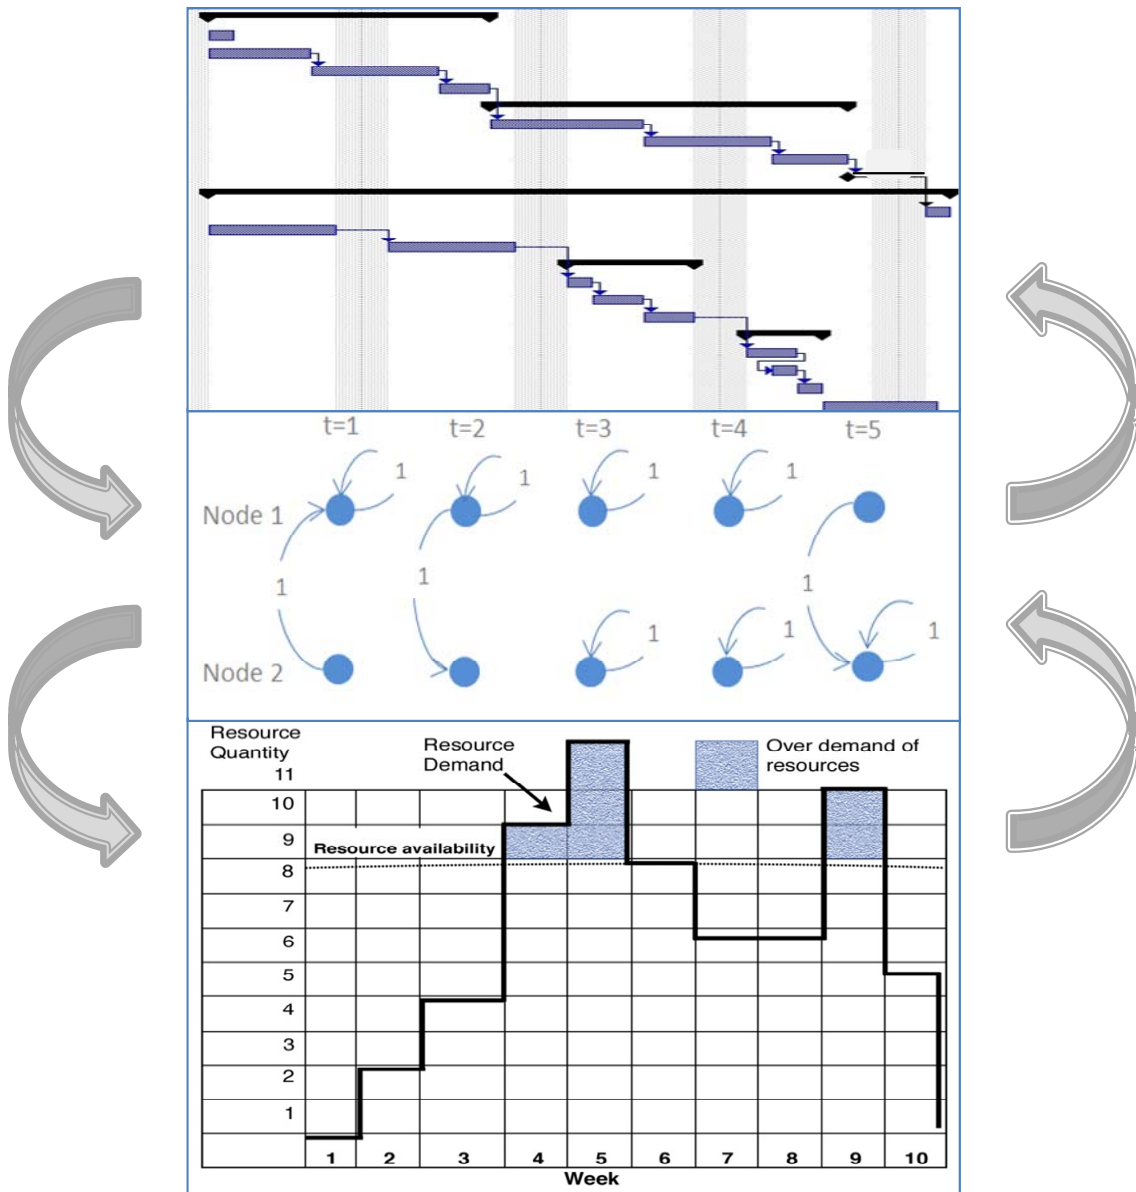 t=1 t=2 t=3 t=4 t=5
1 1 1 1
Node 1
1 1 1
1 1 1
Node 2
Resource
Quantity
Resource
Demand
Over demand of
resources
11
10
9
Resource availability
8
7
6
5
4
3
2
1
1 2 3 4 5 6 7 8 9 10
Week